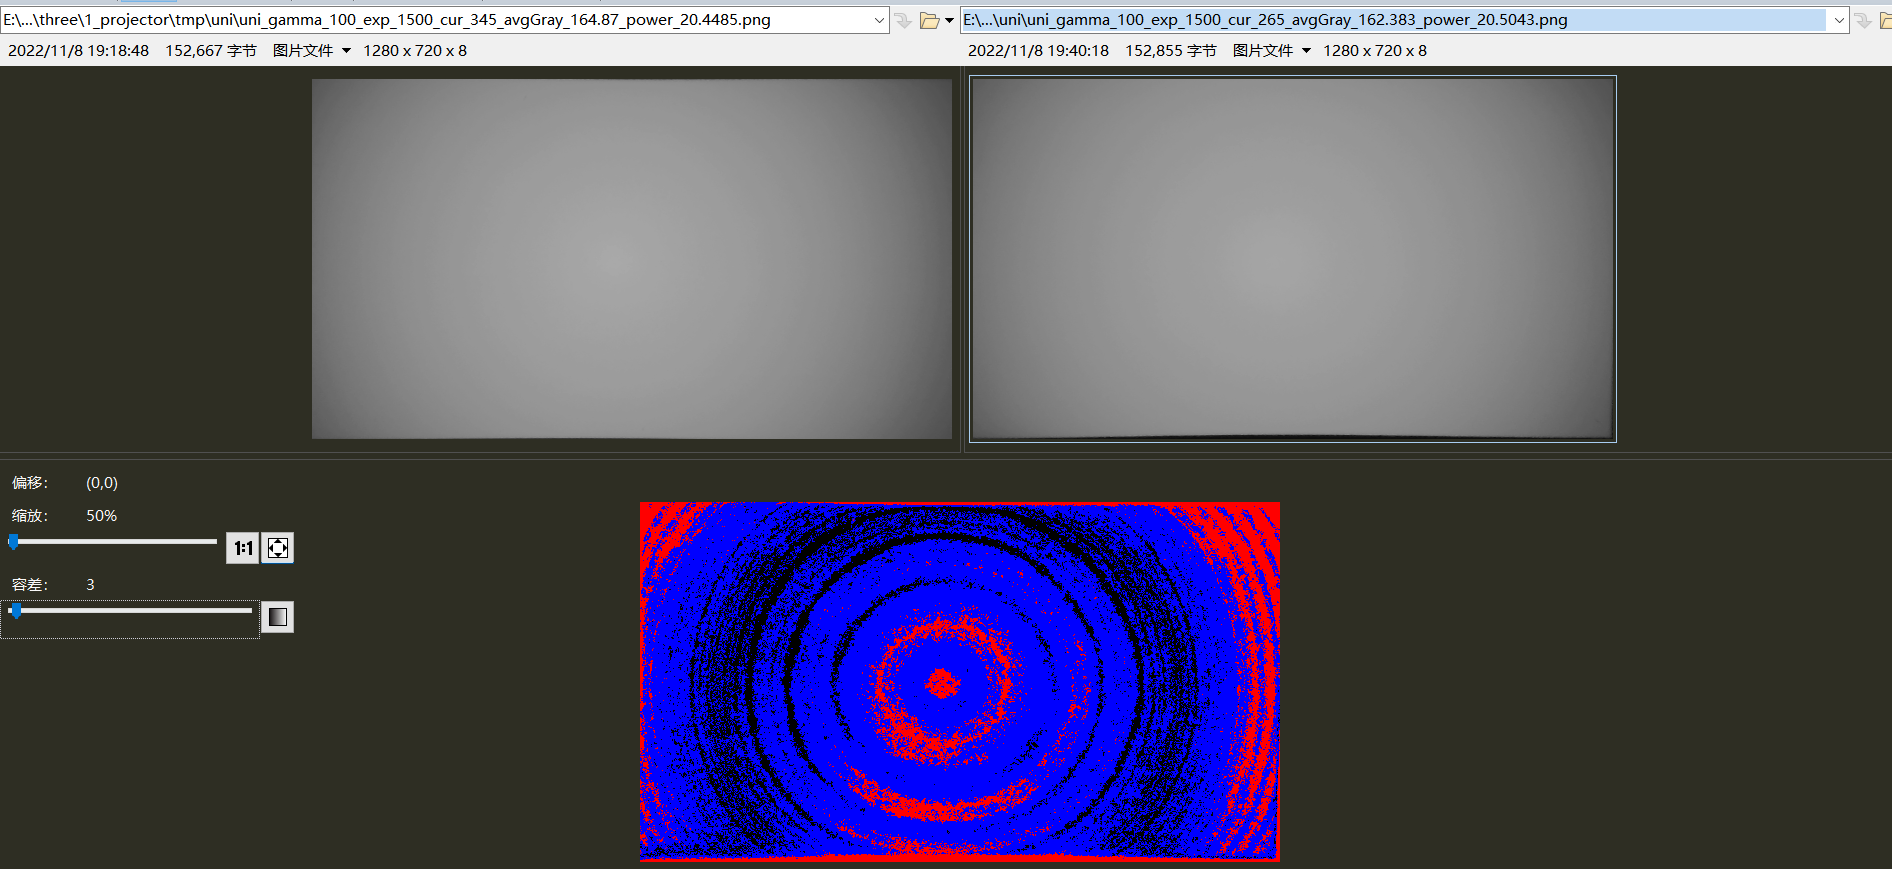 E:\...\three\1_projector\tmp\uni\uni_gamma_100_exp_1500_cur_345_avgGray_164.87_power_20.4485.png
E:\...\uni\uni_gamma_100_exp_1500_cur_265_avgGray_162.383_power_20.5043.png
2022/11/8 19:18:48 152,667 字节 图片文件 1280 x 720 x 8
2022/11/8 19:40:18 152,855 字节 图片文件 1280 x 720 x 8
偏移: (0,0)
缩放: 50%
1:1
容差: 3